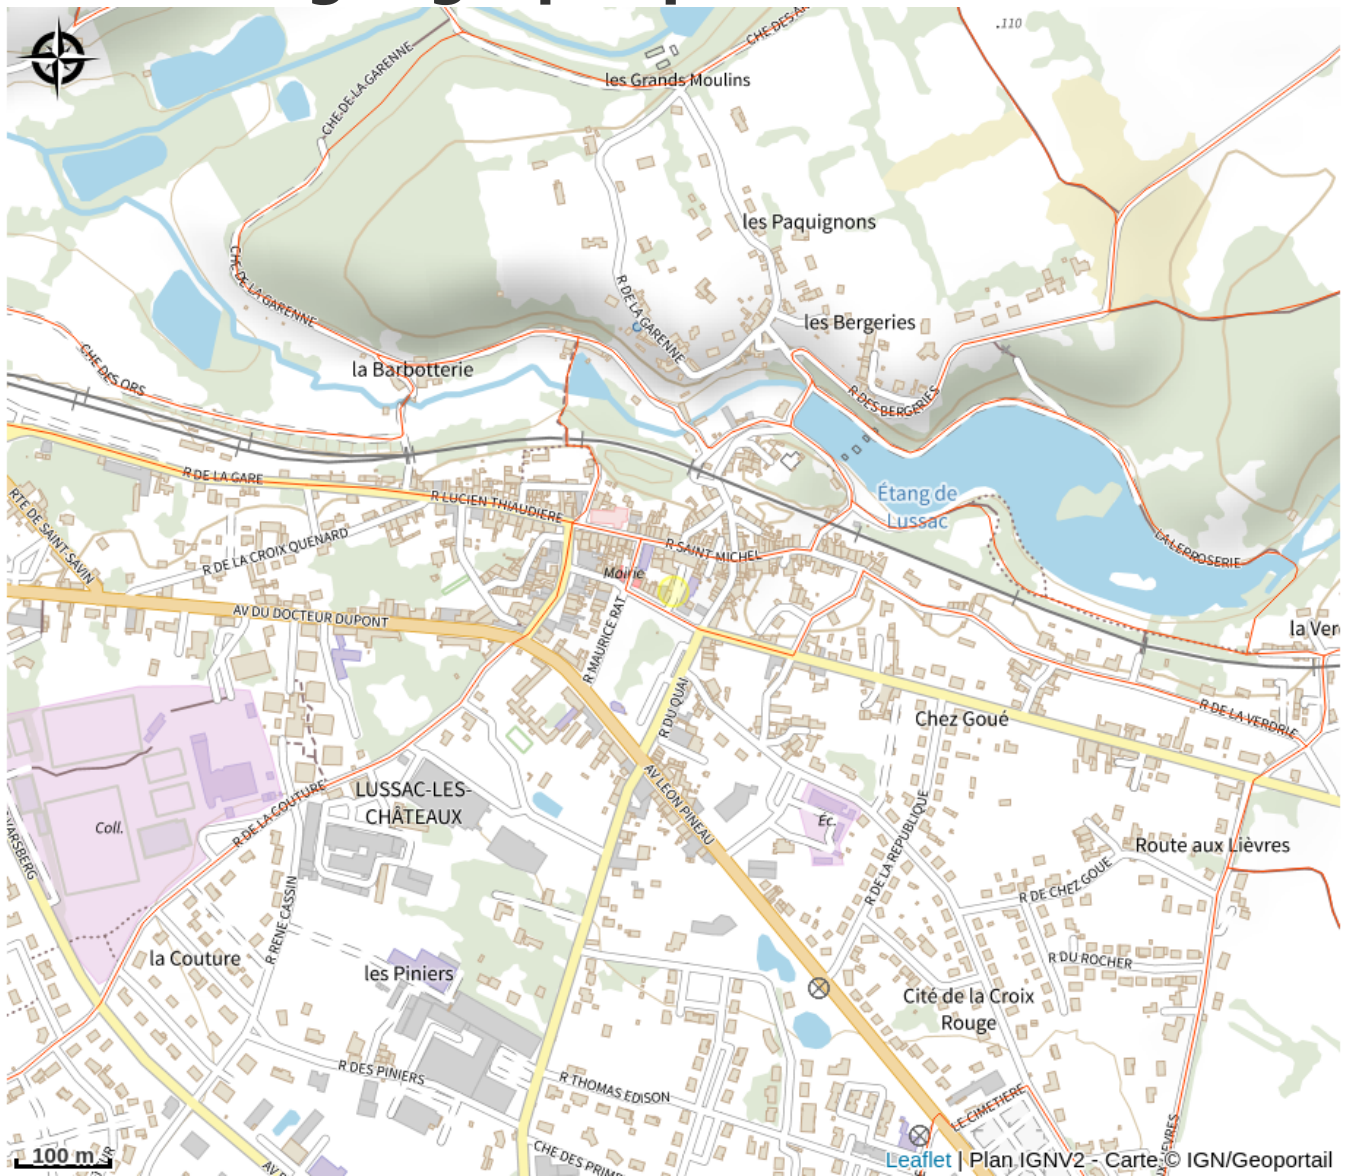 .110
CHE DE LA GARENNE
les Grands Moulins
les Paquignons
CHE DE LA GARENNE
R DE LA GARENNE
les Bergeries
CHE DES ORS
la Barbotterie
R DES BERGERIES
R DE LA GARE
R LUCIEN THIAUDIERE
Étang de
Lussac
RTE DE SAINT-SAVIN
R DE LA CROIX QUENARD
R SAINT MICHEL
LA LEPROSERIE
Mairie
AV DU DOCTEUR DUPONT
R MAURICE RAT
la Ver
R DU QUAI
Chez Goué
R DE LA VERDRIE
LUSSAC-LES-
CHÂTEAUX
AV LEON PINEAU
Coll.
R DE LA COUTURE
Éc.
R DE LA REPUBLIQUE
Route aux Lièvres
WARSBERG
R DE CHEZ GOUE
R RENE CASSIN
la Couture
les Piniers
R DU ROCHER
Cité de la Croix
Rouge
R DES PINIERS
R THOMAS EDISON
LE CIMETIERE
CHE DES PRIM
100 m
Leaflet | Plan IGNV2 - Carte © IGN/Geoportail